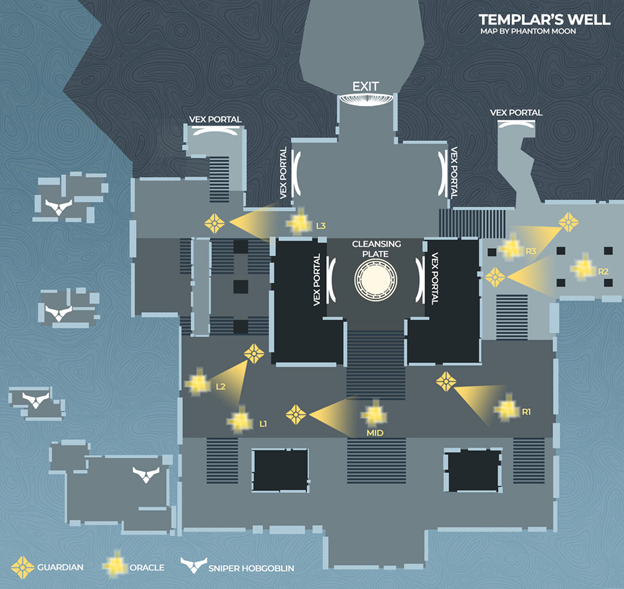 TEMPLAR'S WELL
MAP BY PHANTOM MOON
EXIT
VEX PORTAL
VEX PORTAL
VEX PORTAL
VEX PORTAL
L3
CLEANSING
PLATE
R3
R2
VEX PORTAL
VEX PORTAL
L2
L1
MID
R1
GUARDIAN
ORACLE
SNIPER HOBGOBLIN